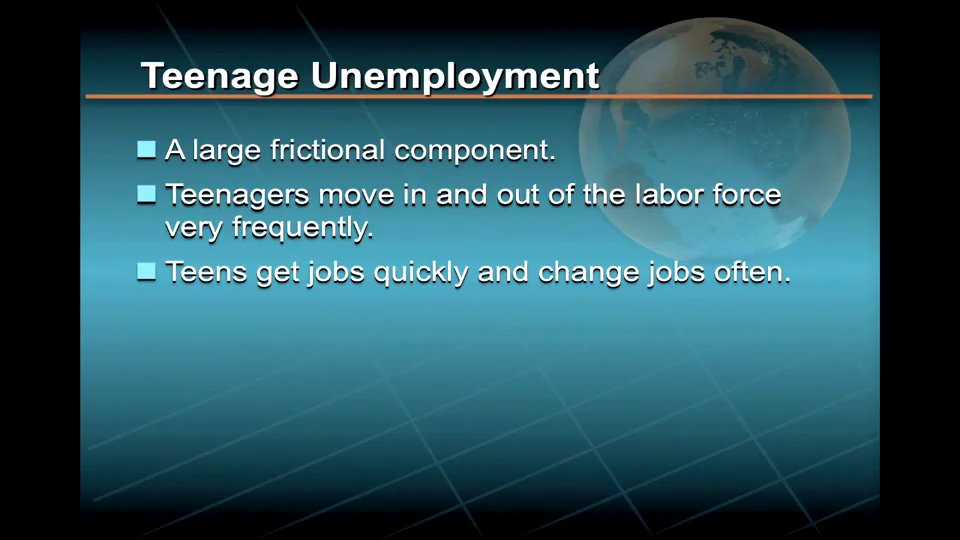 Teenage Unemployment
A large frictional component.
Teenagers move in and out of the labor force
very frequently.
Teens get jobs quickly and change jobs often.